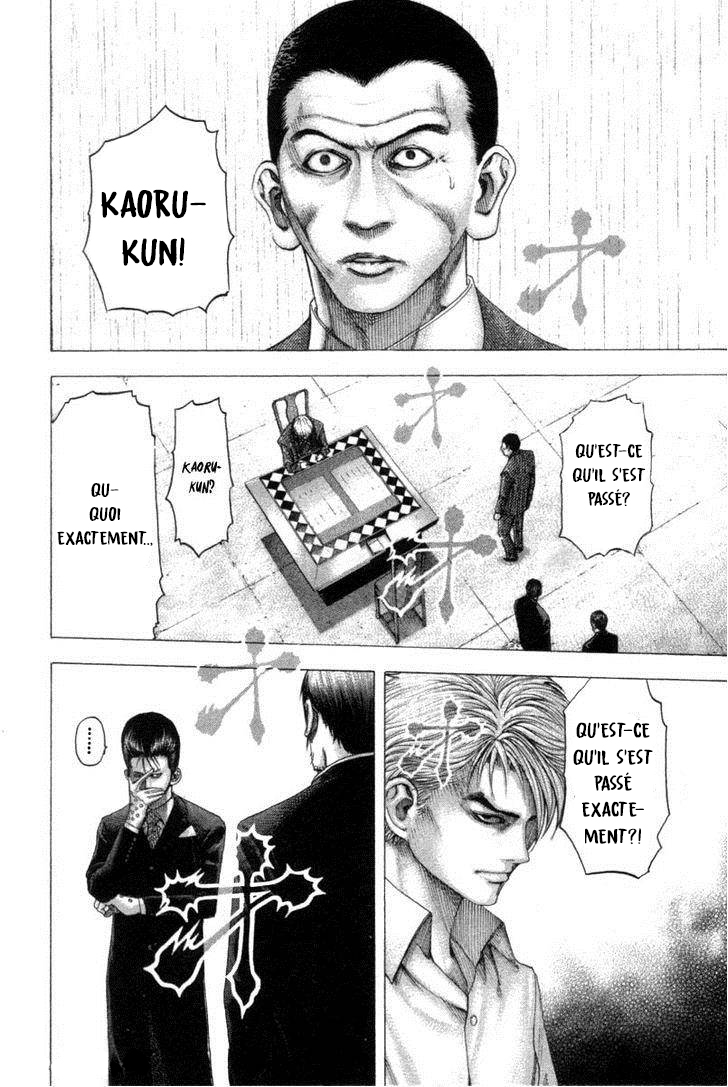 KAORU-
KUN!
QU'EST-CE
QU'IL S'EST
PASSÉ?
KAORU-
KUN?
QU-
QUOI
EXACTEMENT...
QU'EST-CE
QU'IL S'EST
PASSÉ
EXACTE-
MENT?!
......